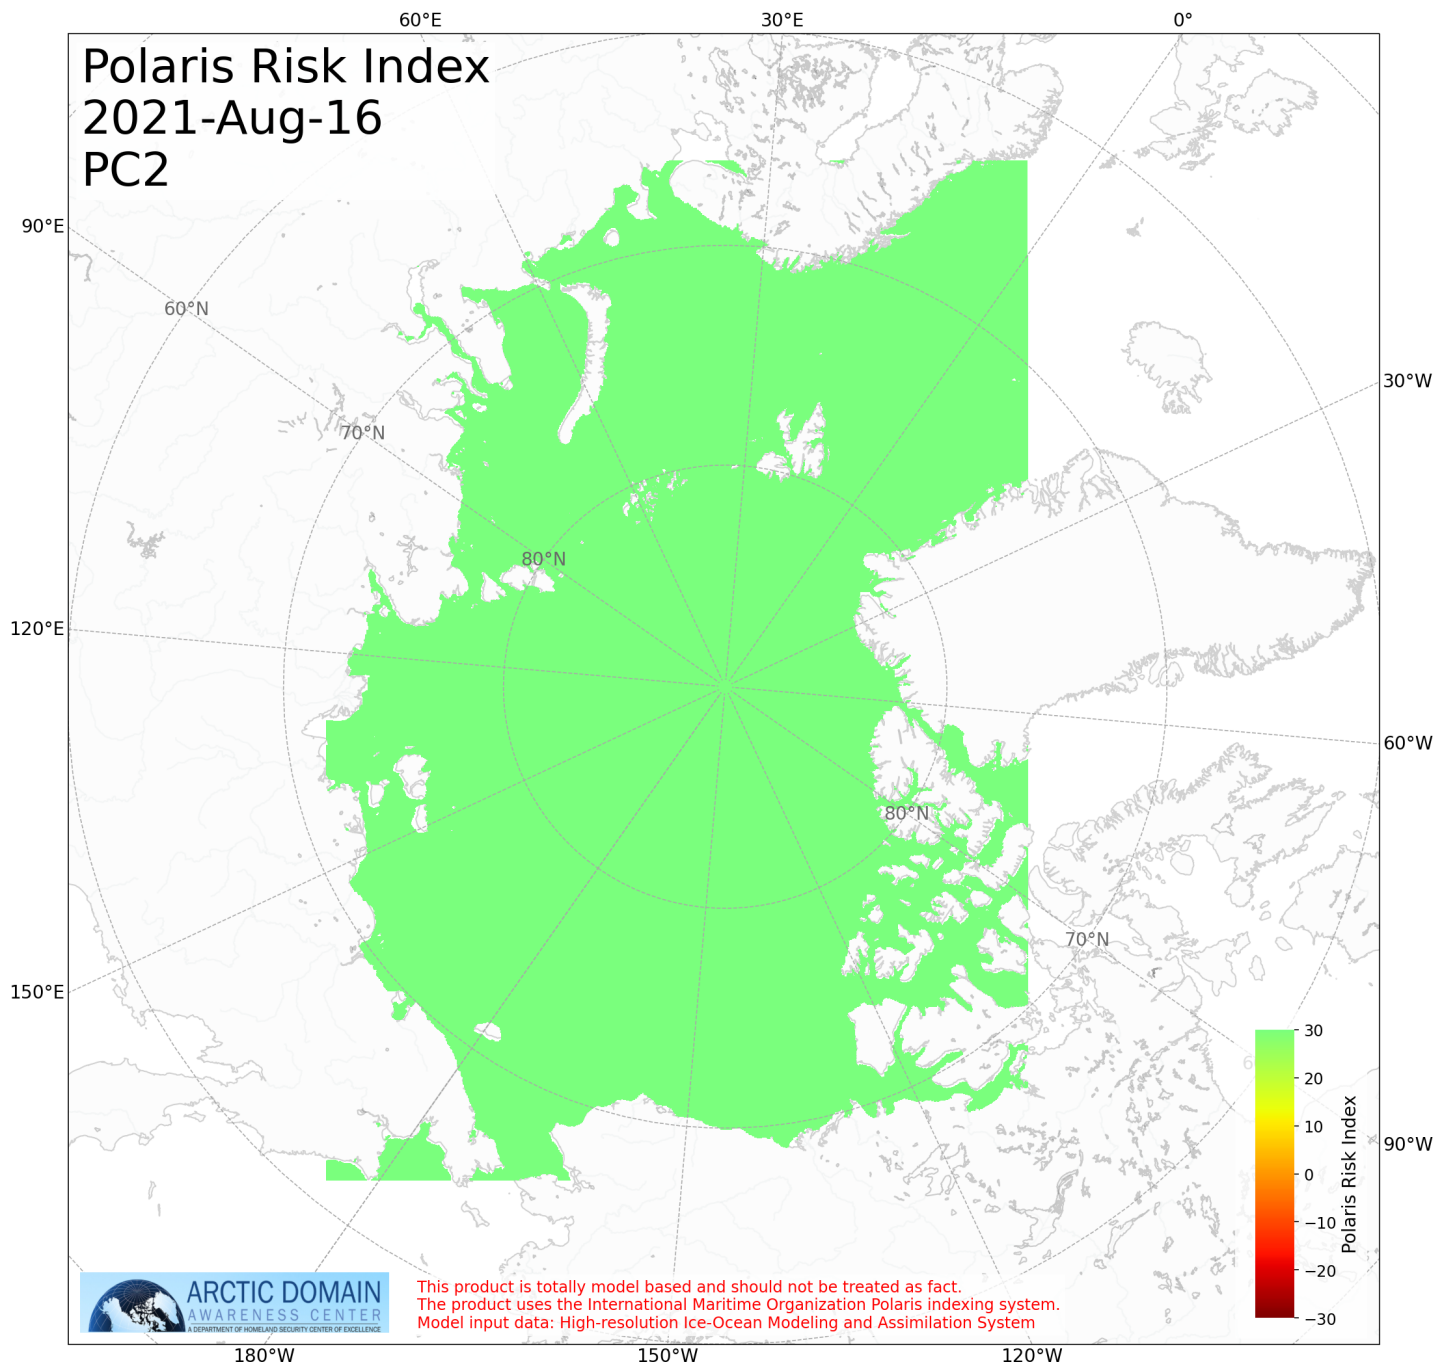 60°E 30°E 0°
Polaris Risk Index
2021-Aug-16
PC2
90°E
60°N
30°W
70°N
80°N
120°E
60°W
80°N
70°N
150°E
30
20
10
0
−10
−20
−30
Polaris Risk Index
90°W
ARCTIC DOMAIN
AWARENESS CENTER
A DEPARTMENT OF HOMELAND SECURITY CENTER OF EXCELLENCE
This product is totally model based and should not be treated as fact.
The product uses the International Maritime Organization Polaris indexing system.
Model input data: High-resolution Ice-Ocean Modeling and Assimilation System
180°W 150°W 120°W